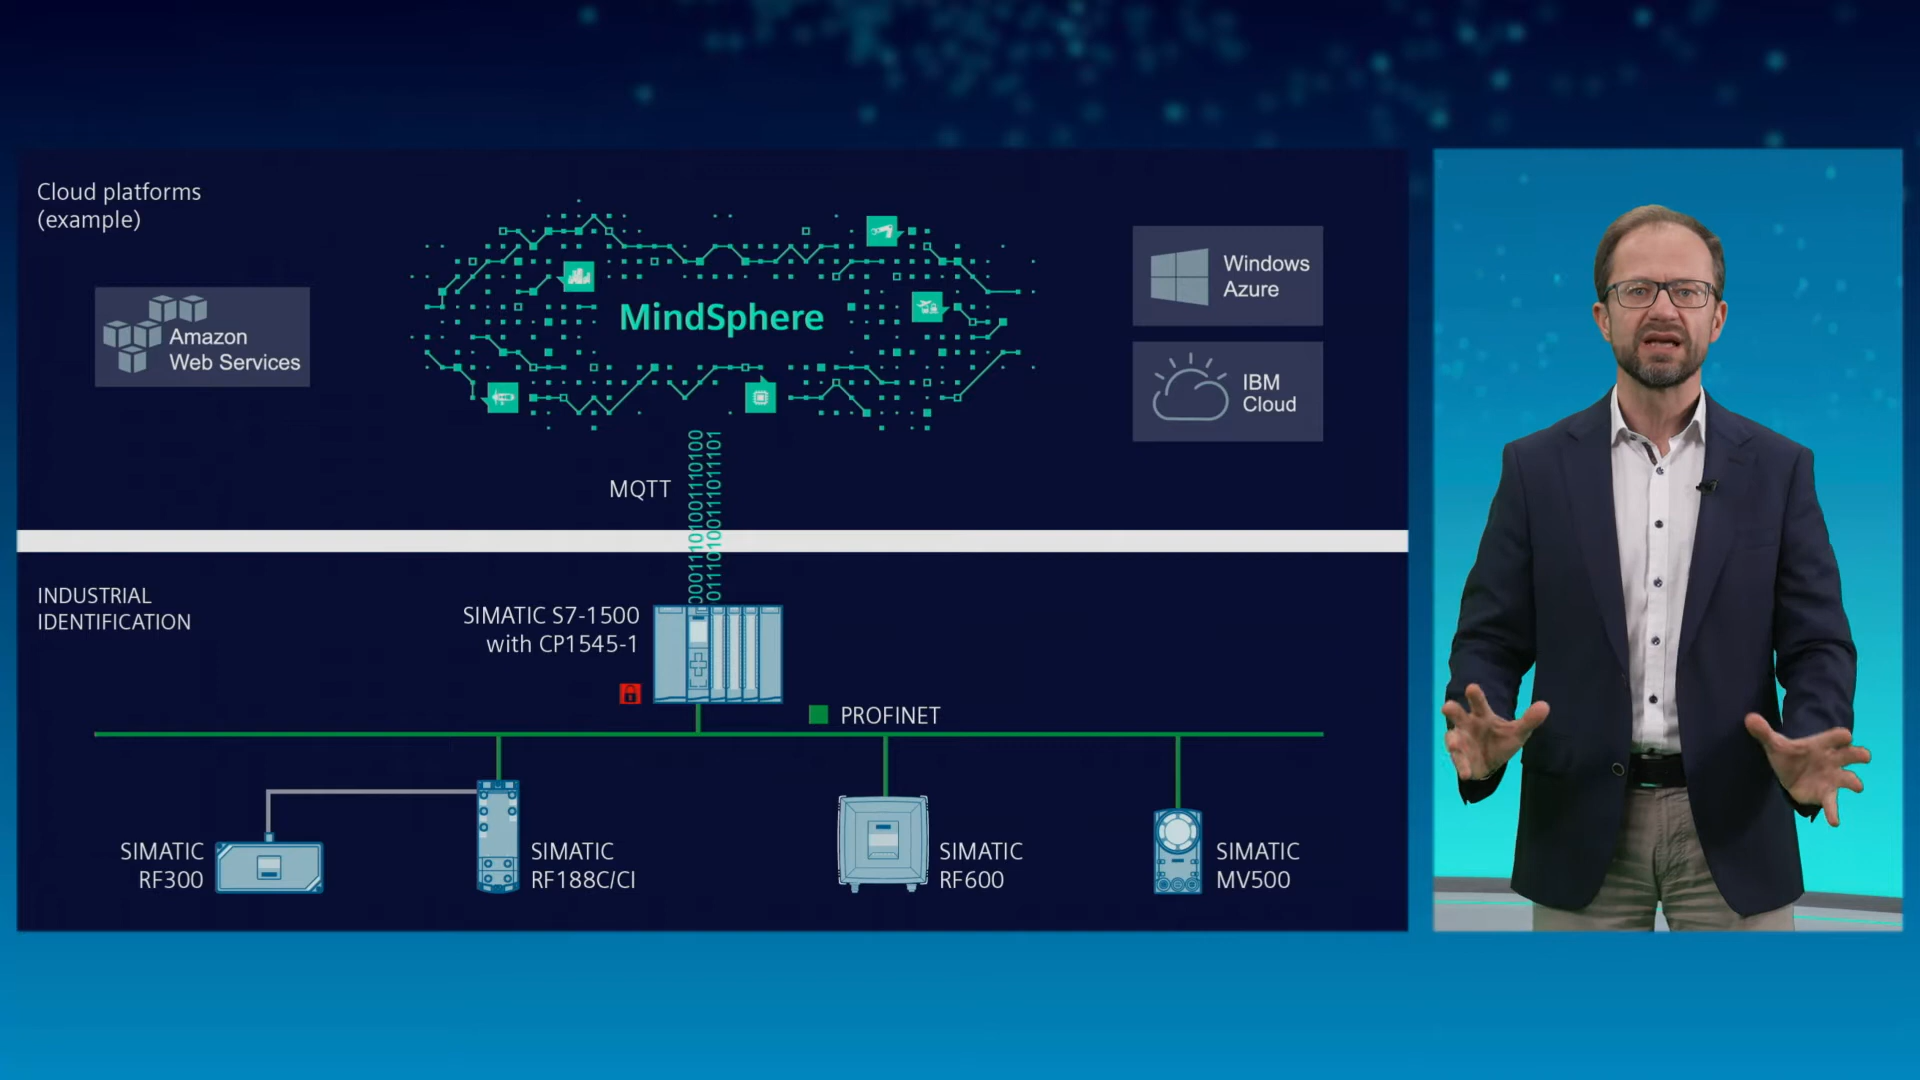 Cloud platforms
(example)
Amazon
Web Services
MindSphere
Windows
Azure
IBM
Cloud
MQTT
INDUSTRIAL
IDENTIFICATION
SIMATIC S7-1500
with CP1545-1
PROFINET
SIMATIC
RF300
SIMATIC
RF188C/CI
SIMATIC
RF600
SIMATIC
MV500